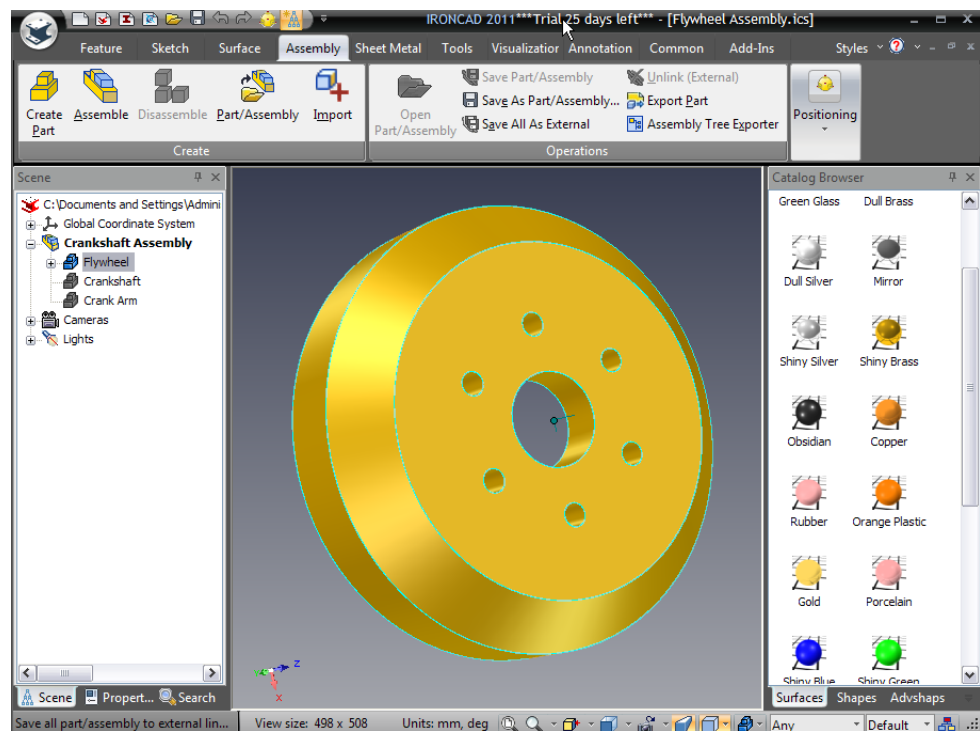 IRONCAD 2011***Trial 25 days left*** - [Flywheel Assembly.ics]
Feature Sketch Surface Assembly Sheet Metal Tools Visualization Annotation Common Add-Ins Styles
Create Part
Assemble
Disassemble
Part/Assembly
Import
Create
Open Part/Assembly
Save Part/Assembly
Save As Part/Assembly...
Save All As External
Unlink (External)
Export Part
Assembly Tree Exporter
Operations
Positioning
Scene
C:\Documents and Settings\Admini
Global Coordinate System
Crankshaft Assembly
Flywheel
Crankshaft
Crank Arm
Cameras
Lights
Scene Propert... Search
z
x
Catalog Browser
Green Glass Dull Brass
Dull Silver Mirror
Shiny Silver Shiny Brass
Obsidian Copper
Rubber Orange Plastic
Gold Porcelain
Shiny Blue Shiny Green
Surfaces Shapes Advshaps
Save all part/assembly to external lin... View size: 498 x 508 Units: mm, deg Any Default